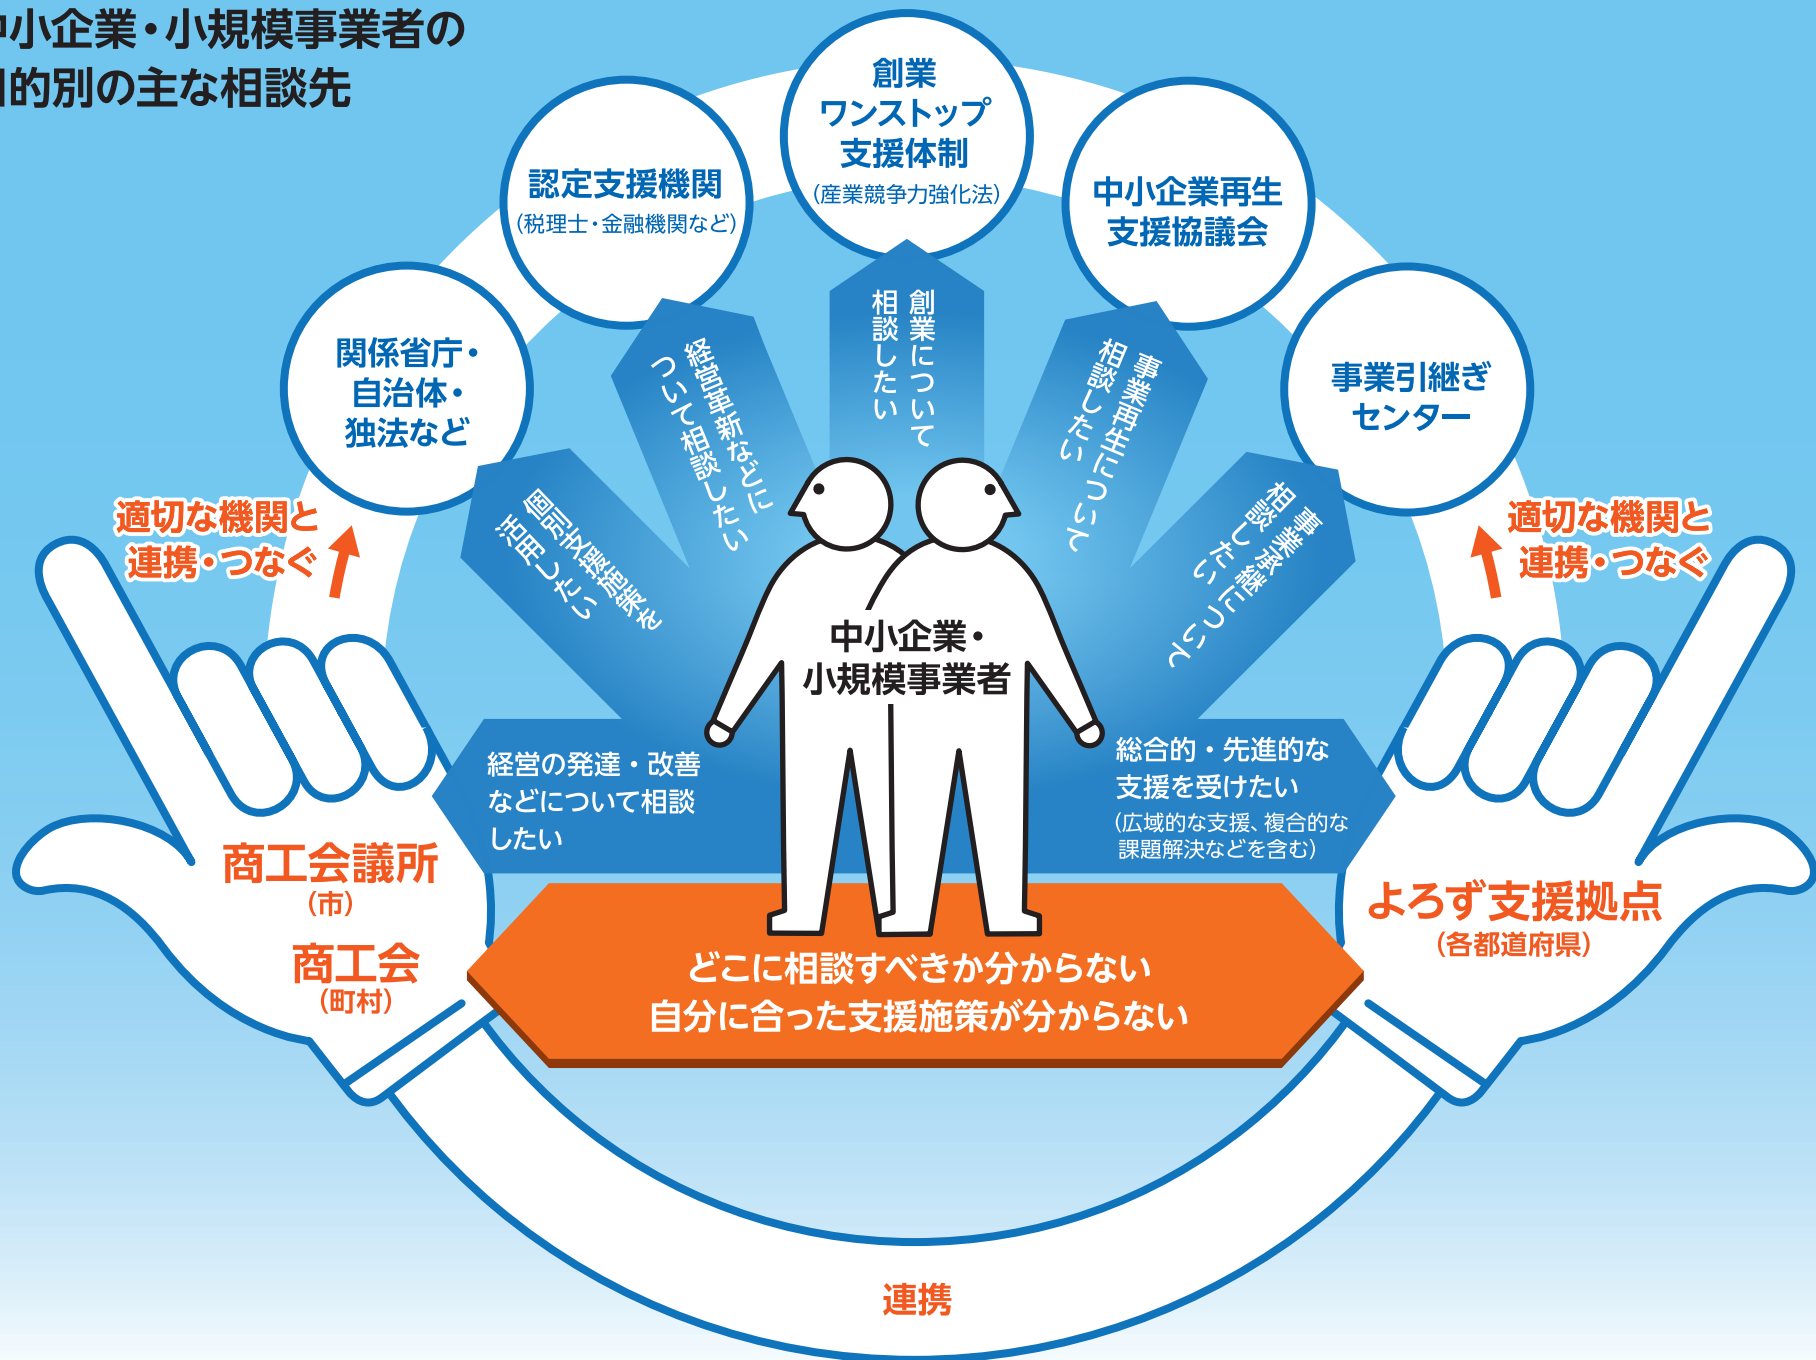 中小企業・小規模事業者の
目的別の主な相談先
創業
ワンストップ
支援体制
（産業競争力強化法）
認定支援機関
（税理士・金融機関など）
中小企業再生
支援協議会
関係省庁・
自治体・
独法など
事業引継ぎ
センター
創業について
相談したい
経営革新などに
ついて相談したい
事業再生について
相談したい
個別支援施策を
活用したい
事業承継について
相談したい
適切な機関と
連携・つなぐ
適切な機関と
連携・つなぐ
中小企業・
小規模事業者
経営の発達・改善
などについて相談
したい
総合的・先進的な
支援を受けたい
（広域的な支援、複合的な
課題解決などを含む）
商工会議所
（市）
商工会
（町村）
よろず支援拠点
（各都道府県）
どこに相談すべきか分からない
自分に合った支援施策が分からない
連携